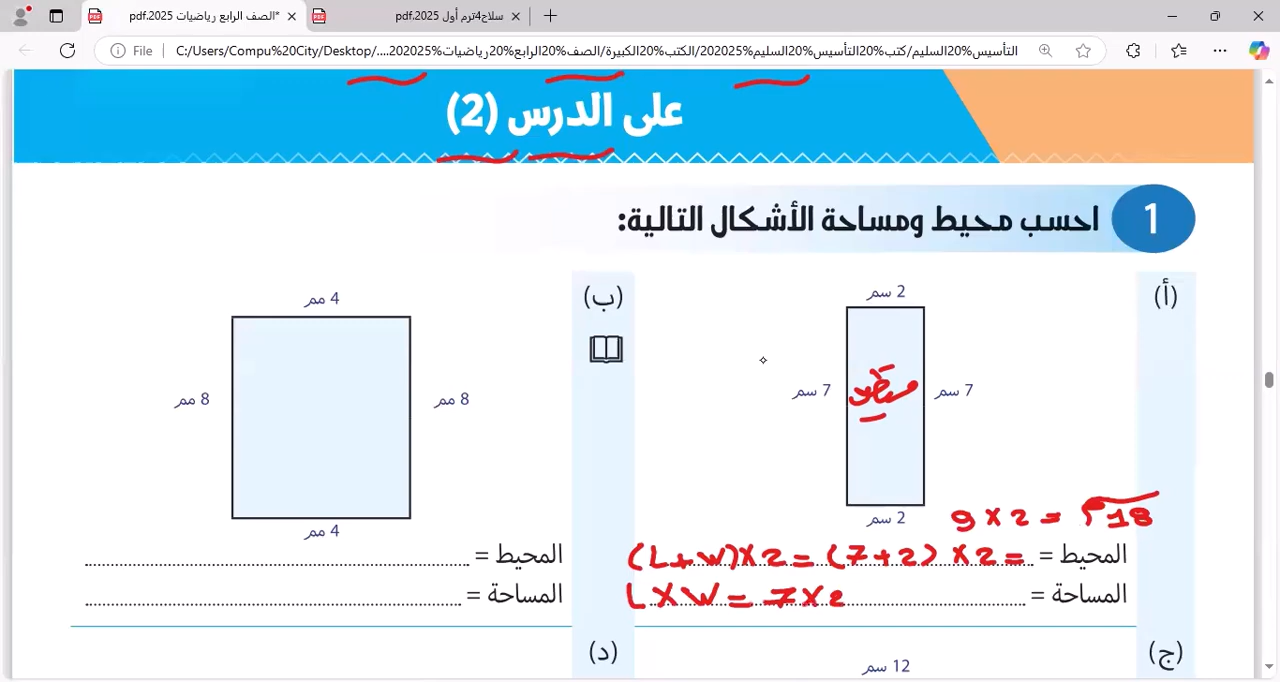 *الصف الرابع رياضيات 2025.pdf
سلاح4ترم أول 2025.pdf
File C:/Users/Compu%20City/Desktop/....التأسيس%20السليم/كتب%20التأسيس%20السليم%202025/الكتب%20الكبيرة/الصف%20الرابع%20رياضيات%202025
على الدرس (2)
1 احسب محيط ومساحة الأشكال التالية:
(أ)
2 سم
7 سم
مستطيل
7 سم
2 سم
9 x 2 = 18
المحيط = (L+W)x2 = (7+2) x2 =
المساحة = LXW = 7x2
(ب)
4 مم
8 مم
8 مم
4 مم
المحيط =
المساحة =
(ج)
12 سم
(د)